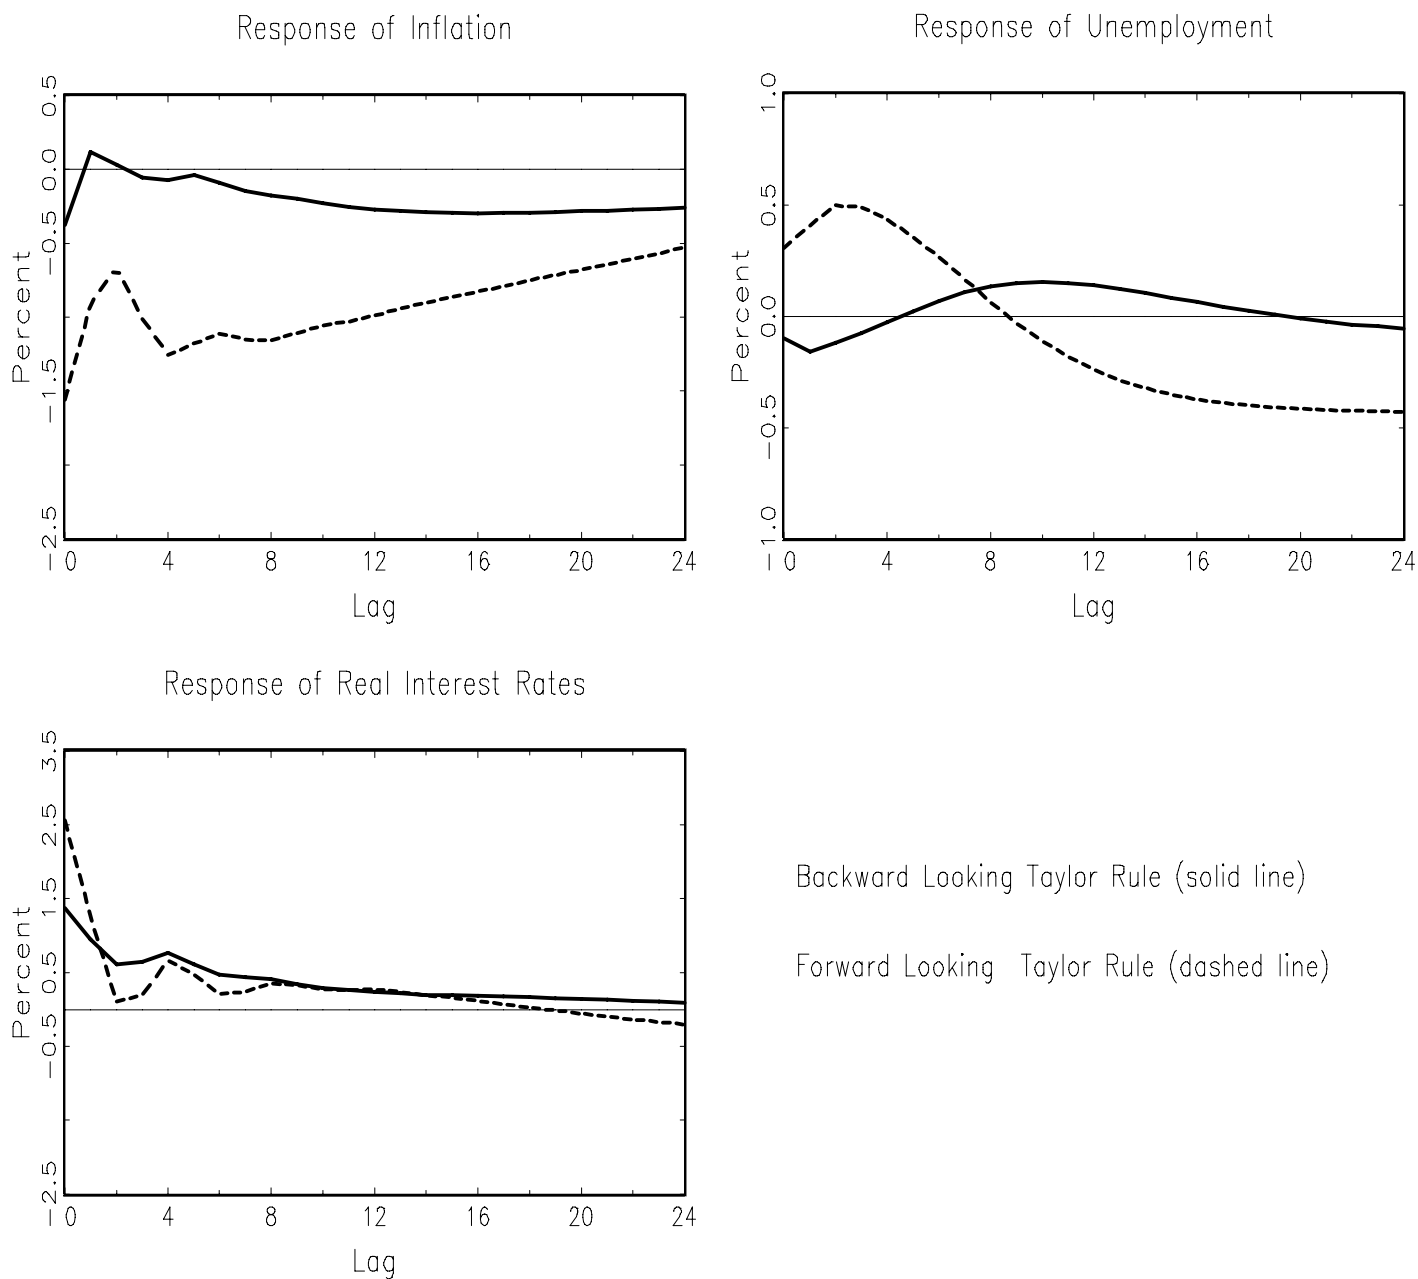 Response of Inflation
Percent
0.5
0.0
−0.5
−1.5
−2.5
0 4 8 12 16 20 24
Lag
Response of Unemployment
Percent
1.0
0.5
0.0
−0.5
−1.0
0 4 8 12 16 20 24
Lag
Response of Real Interest Rates
Percent
3.5
2.5
1.5
0.5
−0.5
−2.5
0 4 8 12 16 20 24
Lag
Backward Looking Taylor Rule (solid line)
Forward Looking Taylor Rule (dashed line)